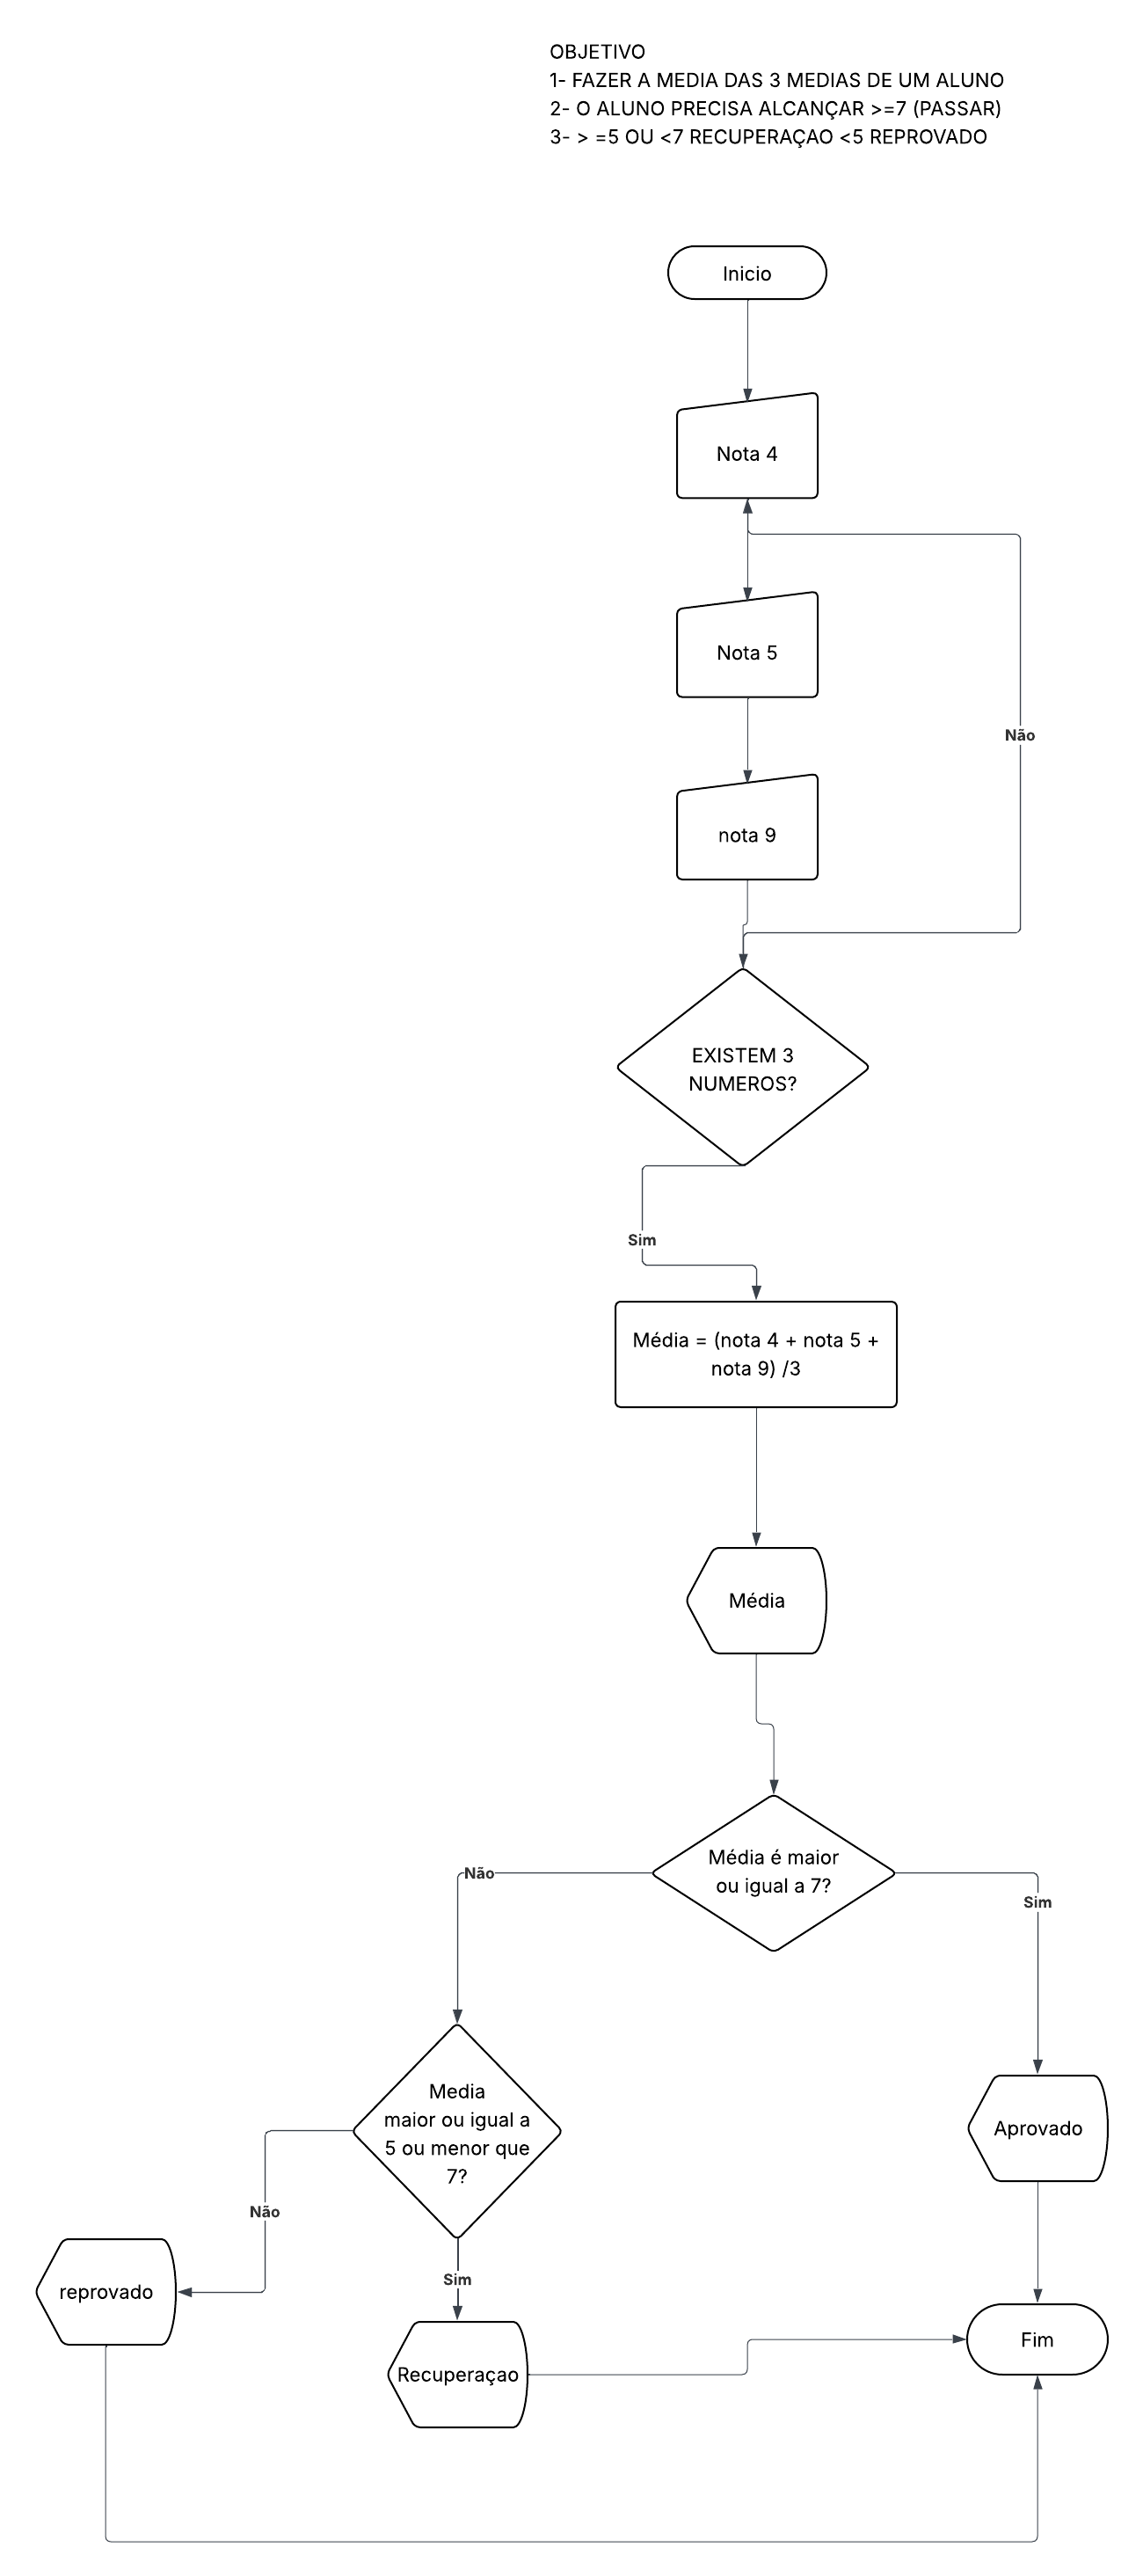 OBJETIVO
1- FAZER A MEDIA DAS 3 MEDIAS DE UM ALUNO
2- O ALUNO PRECISA ALCANÇAR >=7 (PASSAR)
3- > =5 OU <7 RECUPERAÇAO <5 REPROVADO
Inicio
Nota 4
Nota 5
Não
nota 9
EXISTEM 3
NUMEROS?
Sim
Média = (nota 4 + nota 5 +
nota 9) /3
Média
Média é maior
ou igual a 7?
Não
Sim
Media
maior ou igual a
5 ou menor que
7?
Aprovado
Não
Sim
reprovado
Recuperaçao
Fim